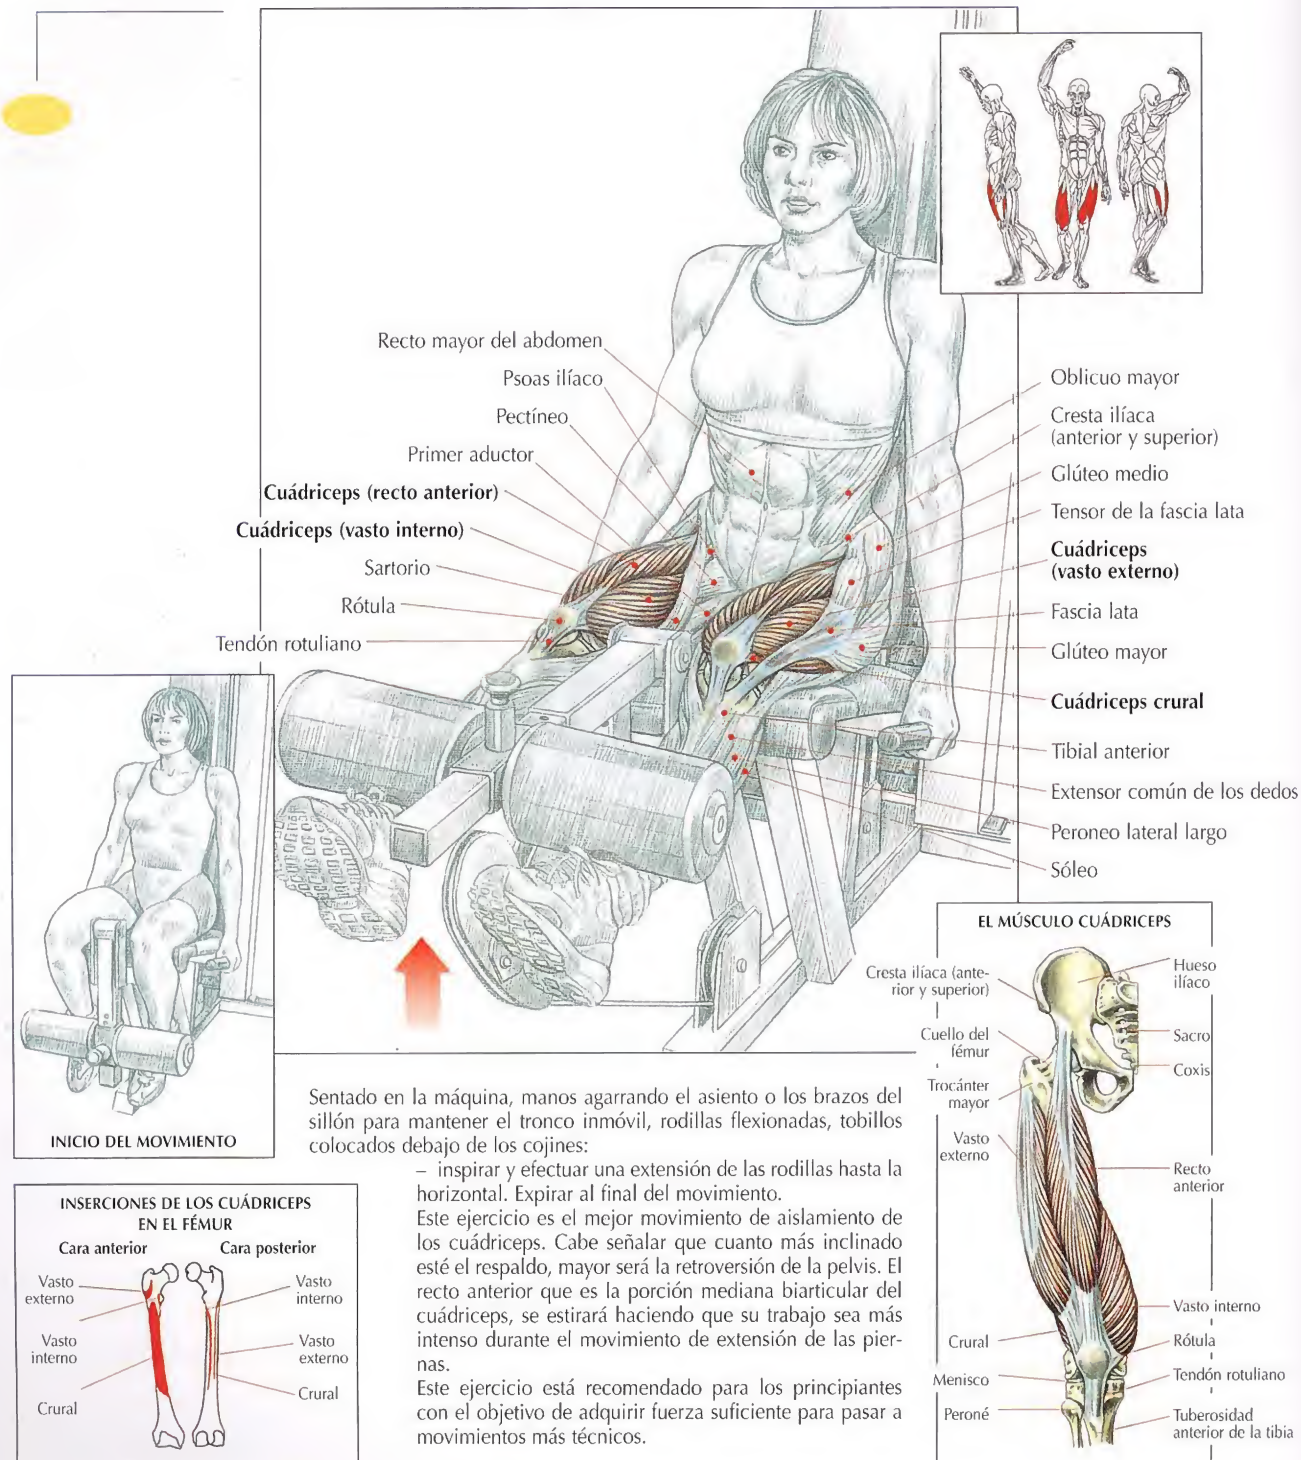 Recto mayor del abdomen
Psoas ilíaco
Pectíneo
Primer aductor
Cuádriceps (recto anterior)
Cuádriceps (vasto interno)
Sartorio
Rótula
Tendón rotuliano
Oblicuo mayor
Cresta ilíaca
(anterior y superior)
Glúteo medio
Tensor de la fascia lata
Cuádriceps
(vasto externo)
Fascia lata
Glúteo mayor
Cuádriceps crural
Tibial anterior
Extensor común de los dedos
Peroneo lateral largo
Sóleo
INICIO DEL MOVIMIENTO
Sentado en la máquina, manos agarrando el asiento o los brazos del
sillón para mantener el tronco inmóvil, rodillas flexionadas, tobillos
colocados debajo de los cojines:
– inspirar y efectuar una extensión de las rodillas hasta la
horizontal. Expirar al final del movimiento.
Este ejercicio es el mejor movimiento de aislamiento de
los cuádriceps. Cabe señalar que cuanto más inclinado
esté el respaldo, mayor será la retroversión de la pelvis. El
recto anterior que es la porción mediana biarticular del
cuádriceps, se estirará haciendo que su trabajo sea más
intenso durante el movimiento de extensión de las pier-
nas.
Este ejercicio está recomendado para los principiantes
con el objetivo de adquirir fuerza suficiente para pasar a
movimientos más técnicos.
INSERCIONES DE LOS CUÁDRICEPS
EN EL FÉMUR
Cara anterior
Cara posterior
Vasto
externo
Vasto
interno
Crural
Vasto
interno
Vasto
externo
Crural
EL MÚSCULO CUÁDRICEPS
Cresta ilíaca (ante-
rior y superior)
Cuello del
fémur
Trocánter
mayor
Vasto
externo
Crural
Menisco
Peroné
Hueso
ilíaco
Sacro
Coxis
Recto
anterior
Vasto interno
Rótula
Tendón rotuliano
Tuberosidad
anterior de la tibia